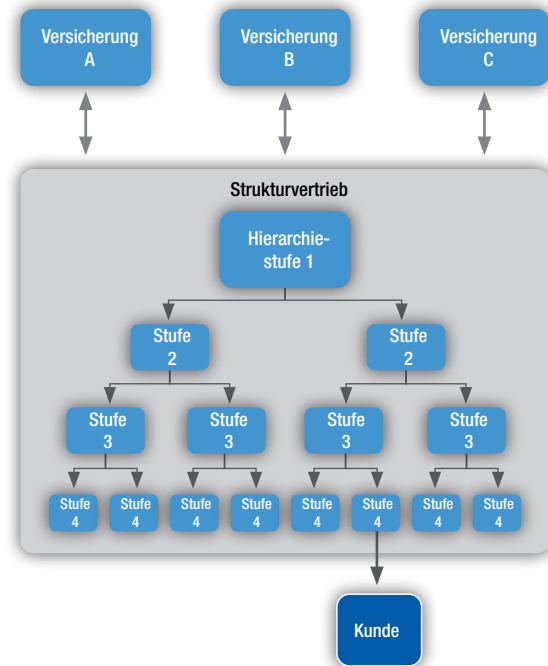 Versicherung
A
Versicherung
B
Versicherung
C
Strukturvertrieb
Hierarchie-
stufe 1
Stufe
2
Stufe
2
Stufe
3
Stufe
3
Stufe
3
Stufe
3
Stufe
4
Stufe
4
Stufe
4
Stufe
4
Stufe
4
Stufe
4
Stufe
4
Stufe
4
Kunde